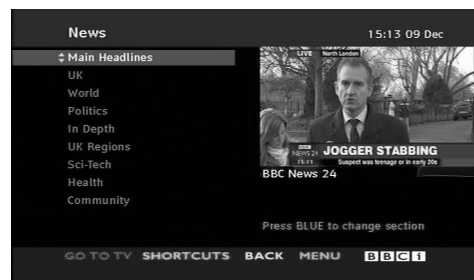 News
15:13 09 Dec
Main Headlines
UK
World
Politics
In Depth
UK Regions
Sci-Tech
Health
Community
LIVE North London
BBC
NEWS 24
15:13
JOGGER STABBING
Suspect was teenage or in early 20s
BBC News 24
Press BLUE to change section
GO TO TV SHORTCUTS BACK MENU BBCi